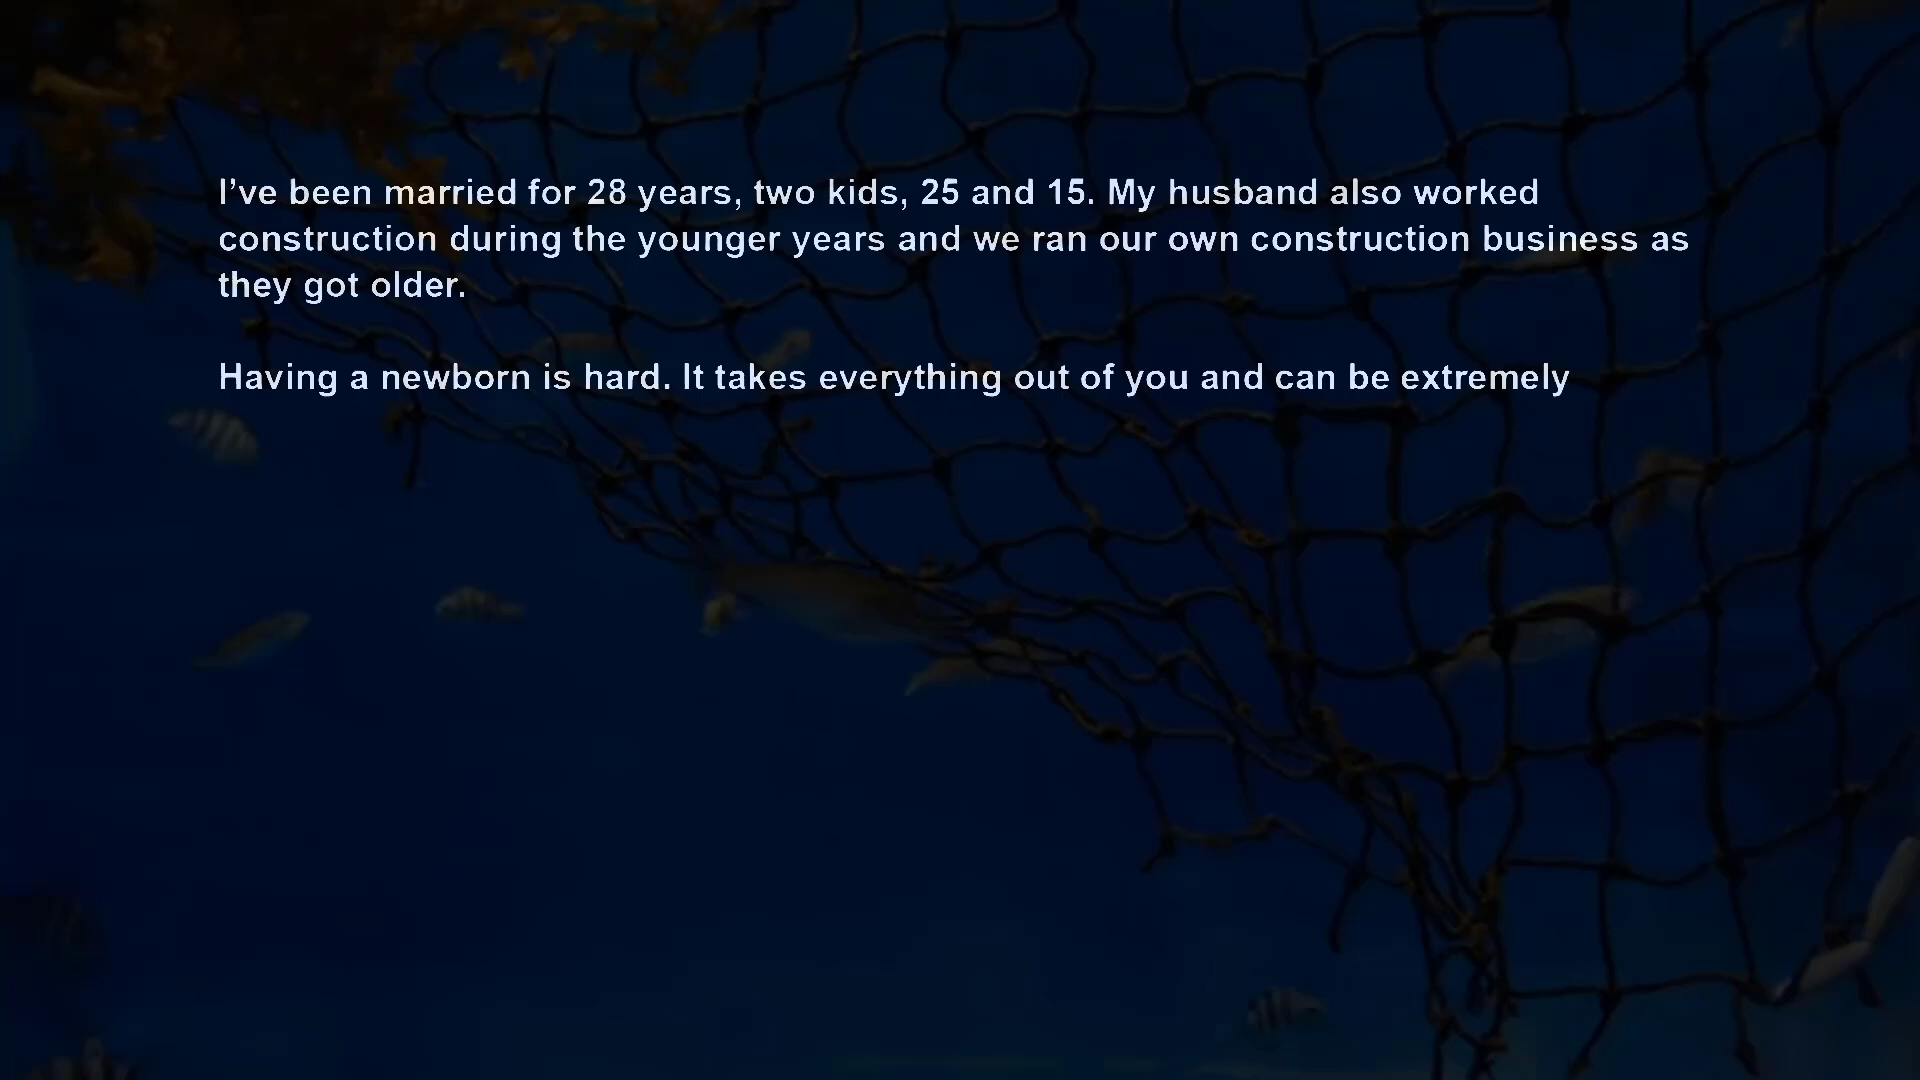 I’ve been married for 28 years, two kids, 25 and 15. My husband also worked
construction during the younger years and we ran our own construction business as
they got older.
Having a newborn is hard. It takes everything out of you and can be extremely